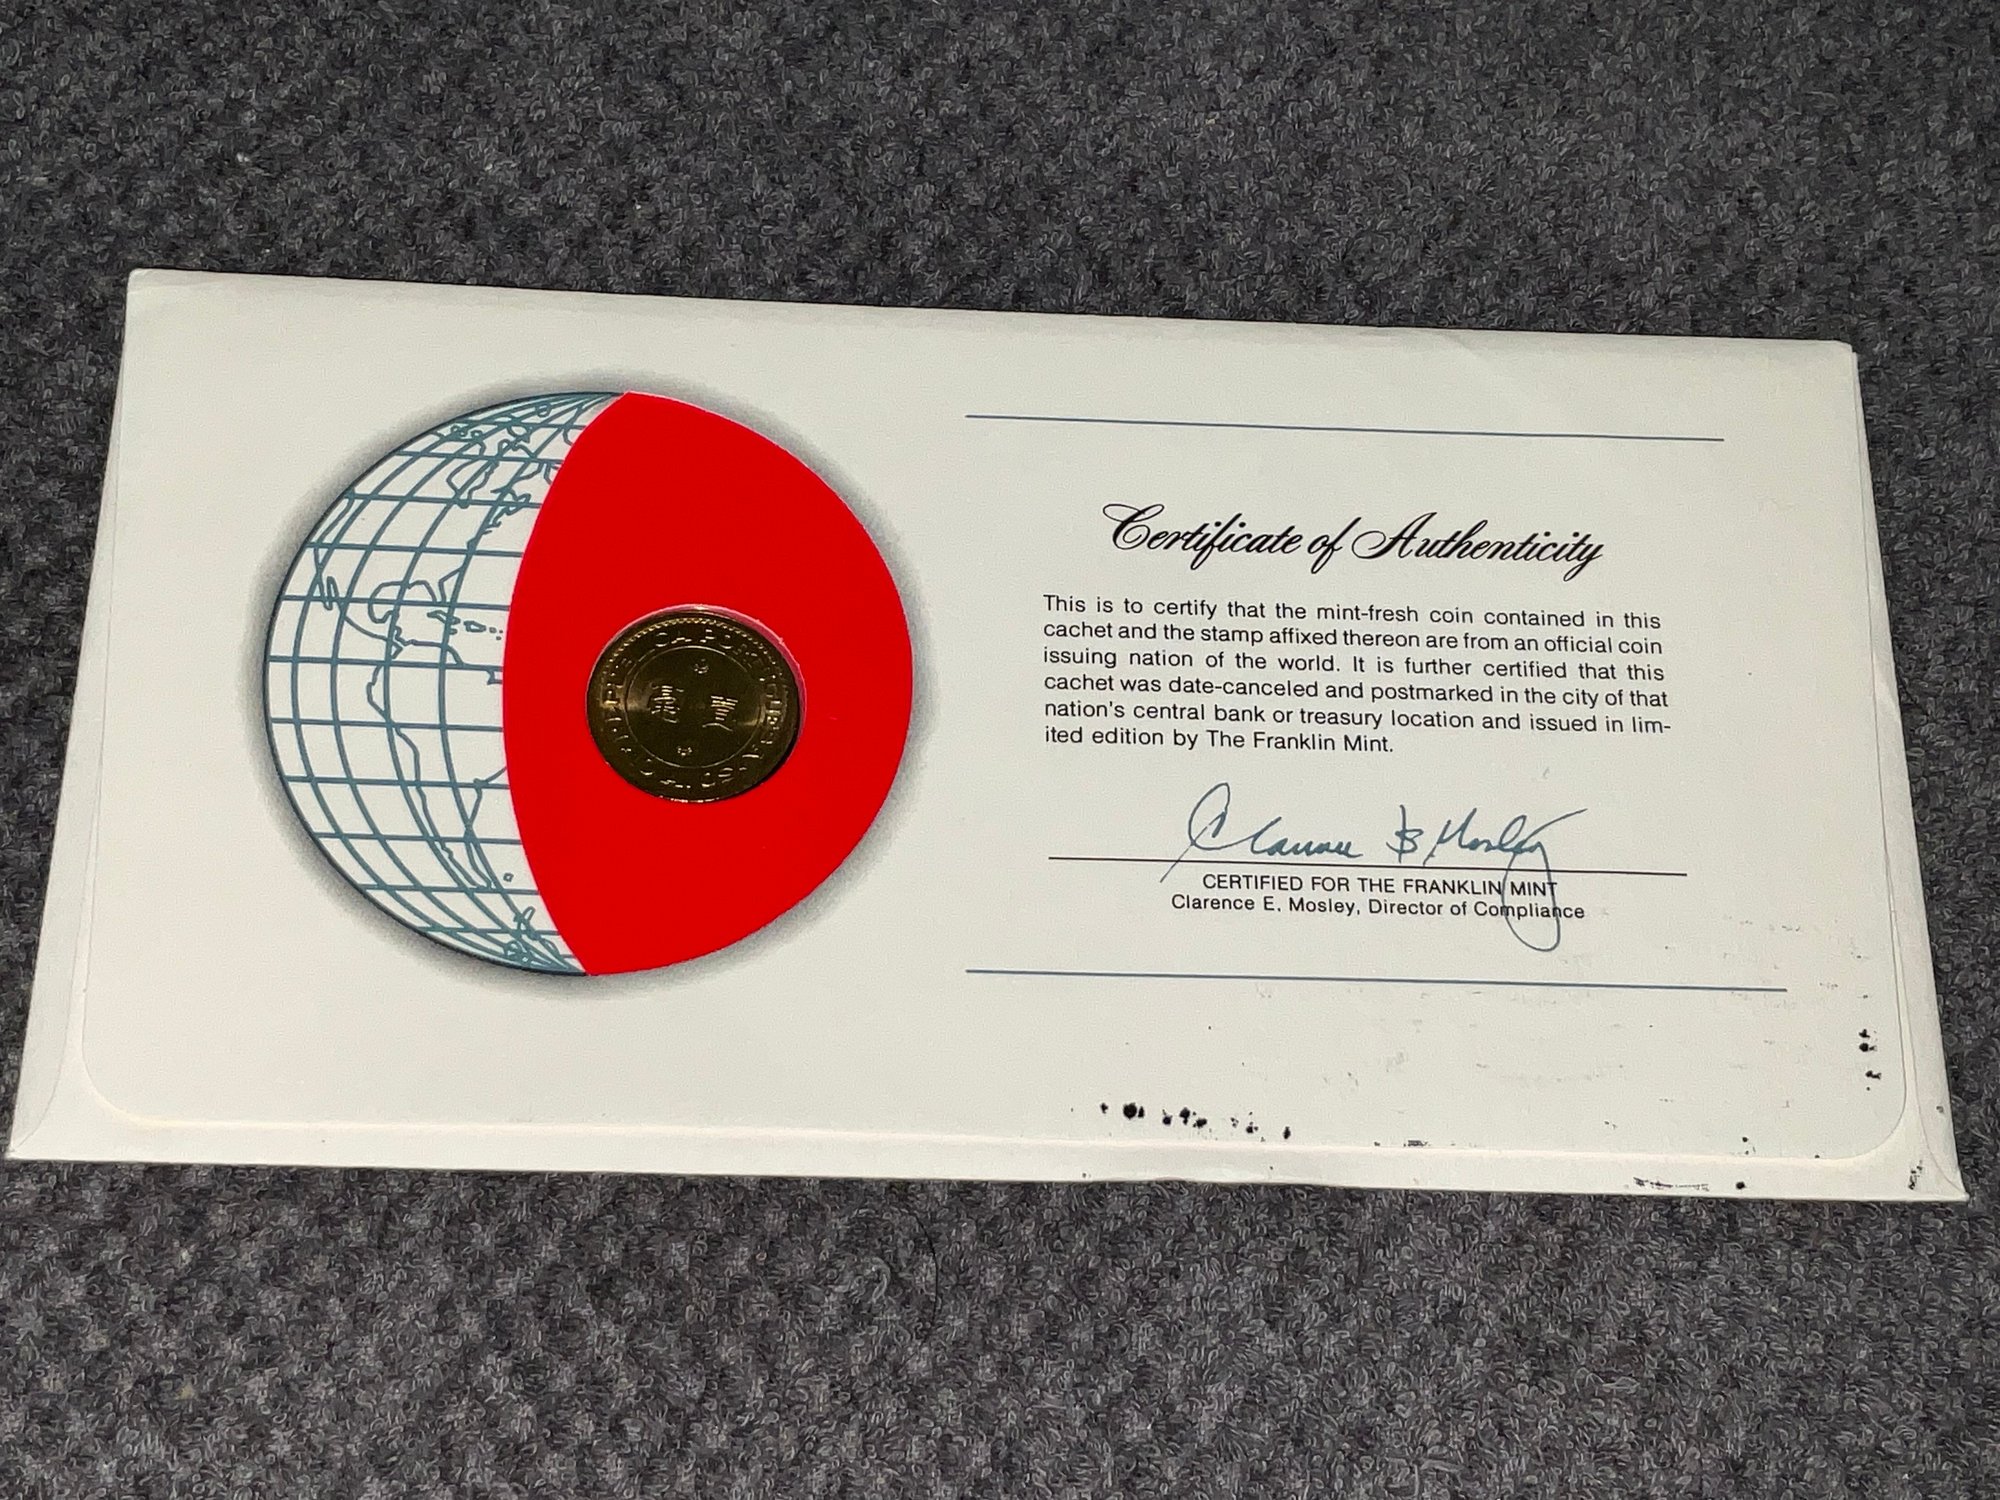 Certificate of Authenticity
This is to certify that the mint-fresh coin contained in this
cachet and the stamp affixed thereon are from an official coin
issuing nation of the world. It is further certified that this
cachet was date-canceled and postmarked in the city of that
nation's central bank or treasury location and issued in lim-
ited edition by The Franklin Mint.
CERTIFIED FOR THE FRANKLIN MINT
Clarence E. Mosley, Director of Compliance
REPUBLICA PORTUGUESA